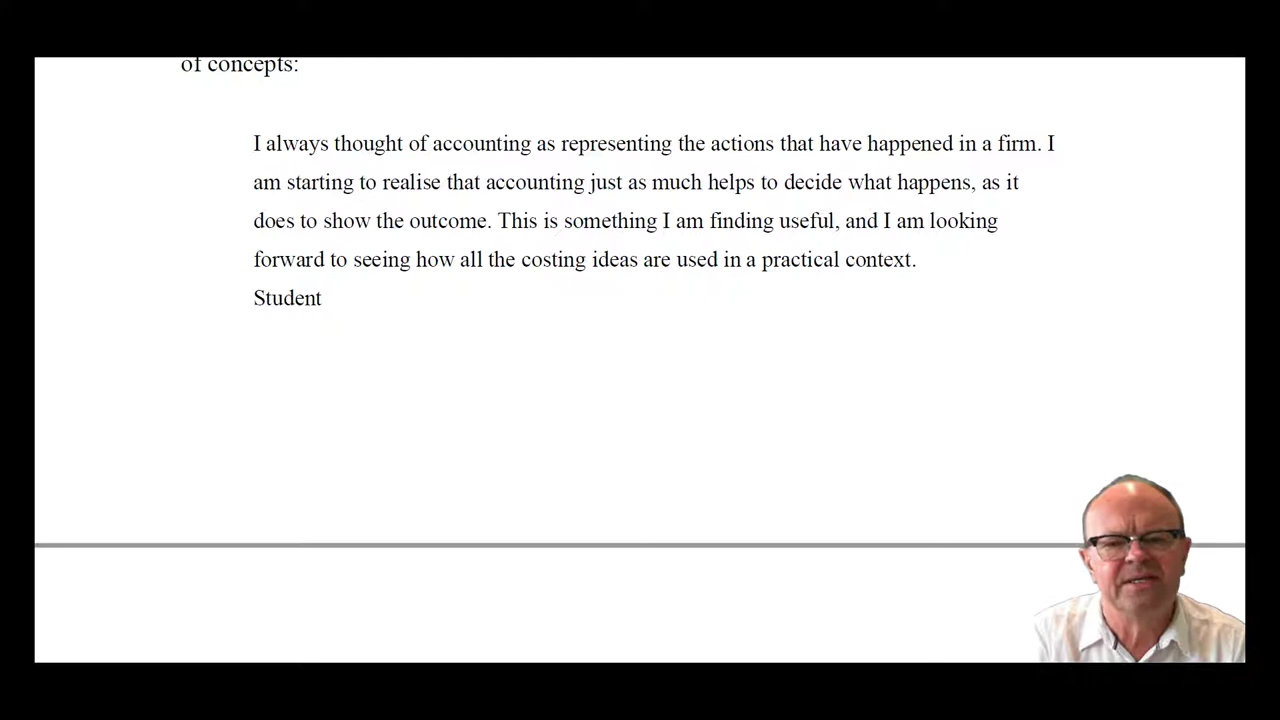 of concepts:
I always thought of accounting as representing the actions that have happened in a firm. I
am starting to realise that accounting just as much helps to decide what happens, as it
does to show the outcome. This is something I am finding useful, and I am looking
forward to seeing how all the costing ideas are used in a practical context.
Student